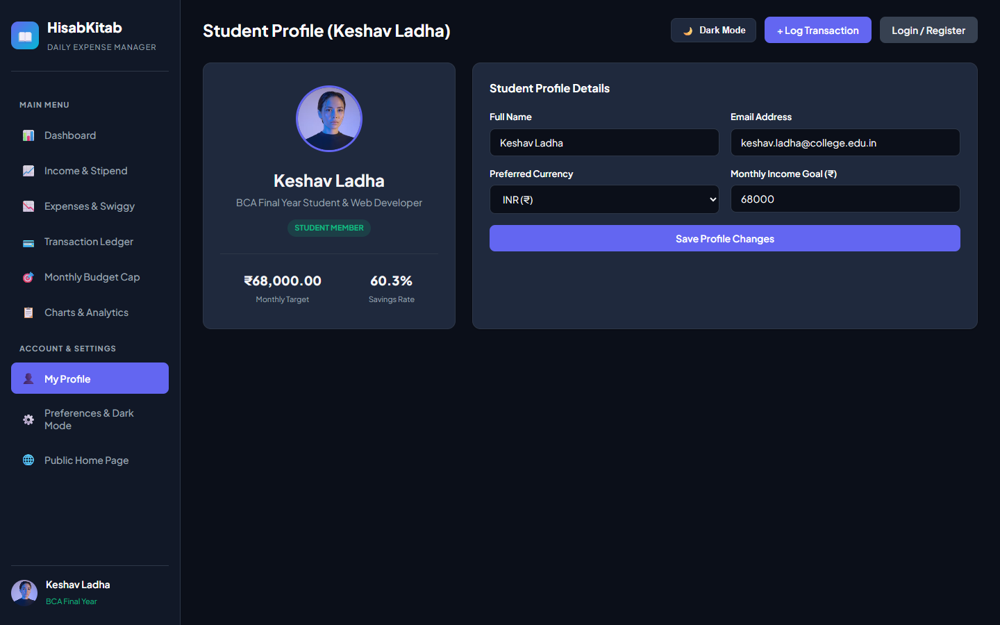 HisabKitab
DAILY EXPENSE MANAGER
MAIN MENU
Dashboard
Income & Stipend
Expenses & Swiggy
Transaction Ledger
Monthly Budget Cap
Charts & Analytics
ACCOUNT & SETTINGS
My Profile
Preferences & Dark
Mode
Public Home Page
Keshav Ladha
BCA Final Year
Student Profile (Keshav Ladha)
Dark Mode
+ Log Transaction
Login / Register
Keshav Ladha
BCA Final Year Student & Web Developer
STUDENT MEMBER
₹68,000.00
Monthly Target
60.3%
Savings Rate
Student Profile Details
Full Name
Keshav Ladha
Email Address
keshav.ladha@college.edu.in
Preferred Currency
INR (₹)
Monthly Income Goal (₹)
68000
Save Profile Changes